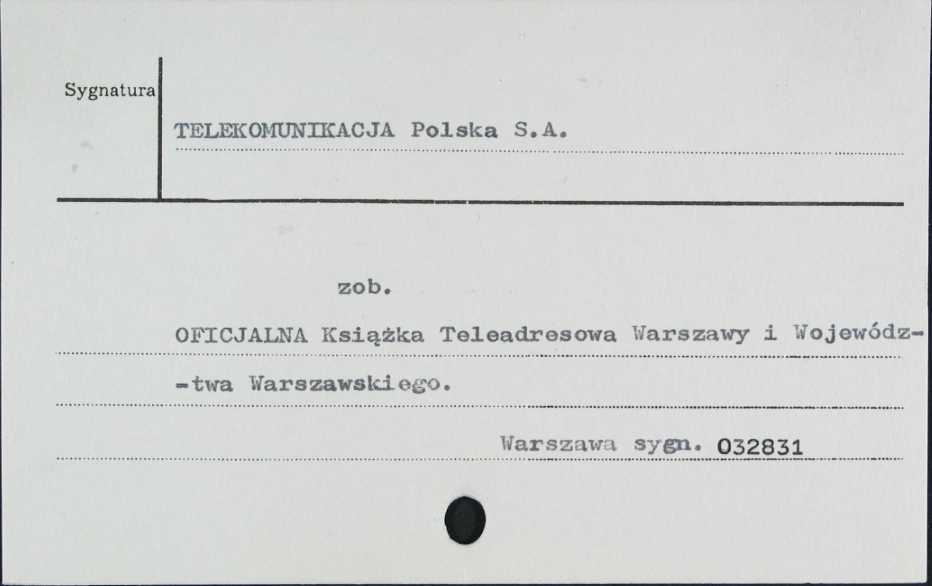 Sygnatura
TELEKOMUNIKACJA Polska S.A.
zob.
OFICJALNA Książka Teleadresowa Warszawy i Wojewódz-
-twa Warszawskiego.
Warszawa sygn. 032831